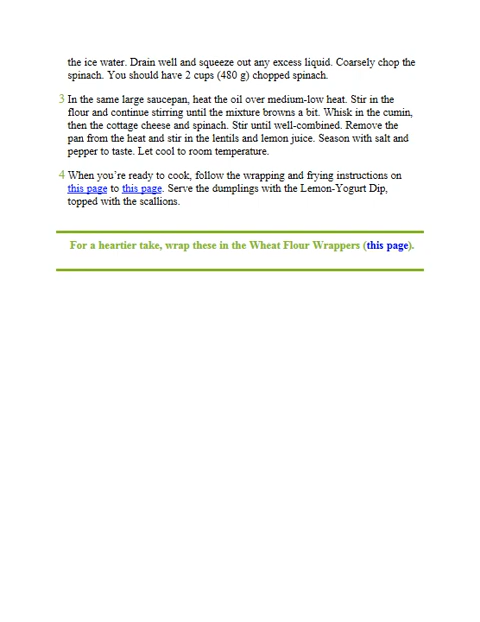 the ice water. Drain well and squeeze out any excess liquid. Coarsely chop the
spinach. You should have 2 cups (480 g) chopped spinach.
3 In the same large saucepan, heat the oil over medium-low heat. Stir in the
flour and continue stirring until the mixture browns a bit. Whisk in the cumin,
then the cottage cheese and spinach. Stir until well-combined. Remove the
pan from the heat and stir in the lentils and lemon juice. Season with salt and
pepper to taste. Let cool to room temperature.
4 When you’re ready to cook, follow the wrapping and frying instructions on
this page to this page. Serve the dumplings with the Lemon-Yogurt Dip,
topped with the scallions.
For a heartier take, wrap these in the Wheat Flour Wrappers (this page).